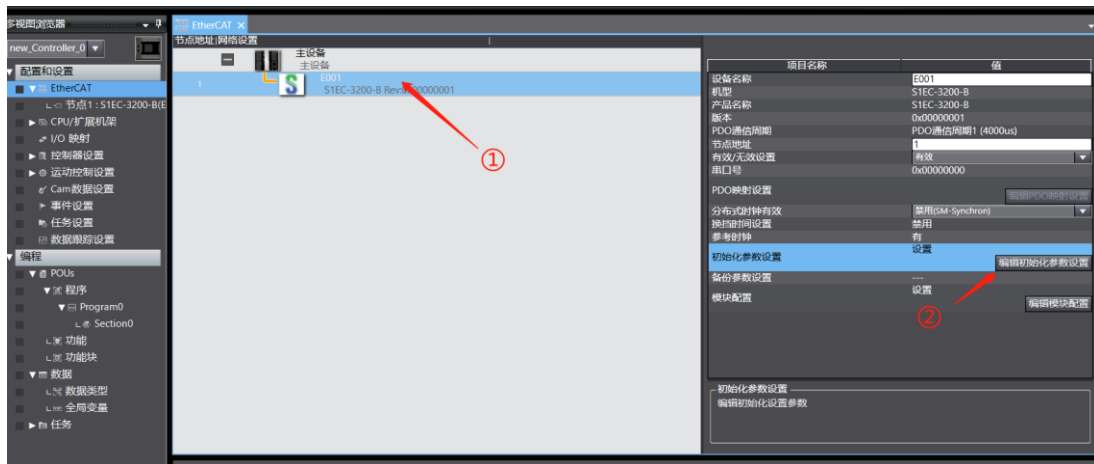 多视图浏览器
new_Controller_0
配置和设置
EtherCAT
节点1 : S1EC-3200-B(E
CPU/扩展机架
I/O 映射
控制器设置
运动控制设置
Cam数据设置
事件设置
任务设置
数据跟踪设置
编程
POUs
程序
Program0
Section0
功能
功能块
数据
数据类型
全局变量
任务
EtherCAT
节点地址|网络设置
主设备
主设备
1
E001
S1EC-3200-B Rev:0x00000001
①
项目名称 值
设备名称 E001
机型 S1EC-3200-B
产品名称 S1EC-3200-B
版本 0x00000001
PDO通信周期 PDO通信周期1 (4000us)
节点地址 1
有效/无效设置 有效
串口号 0x00000000
PDO映射设置 编辑PDO映射设置
分布式时钟有效 禁用(SM-Synchron)
换挡时间设置 禁用
参考时钟 有
初始化参数设置 设置
编辑初始化参数设置
备份参数设置 ---
模块配置 设置
编辑模块配置
②
初始化参数设置
编辑初始化设置参数